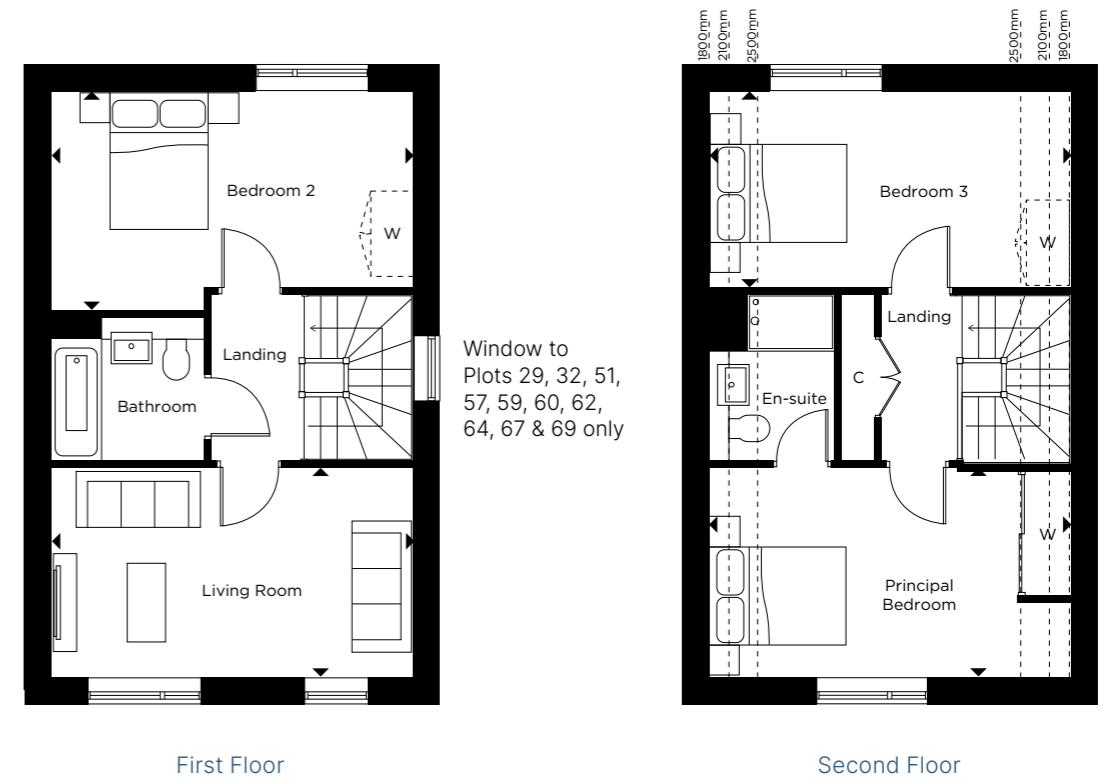 Bedroom 2
W
Landing
Bathroom
Living Room
Window to
Plots 29, 32, 51,
57, 59, 60, 62,
64, 67 & 69 only
First Floor
1800mm
2100mm
2500mm
2500mm
2100mm
1800mm
Bedroom 3
W
Landing
C
En-suite
W
Principal
Bedroom
Second Floor